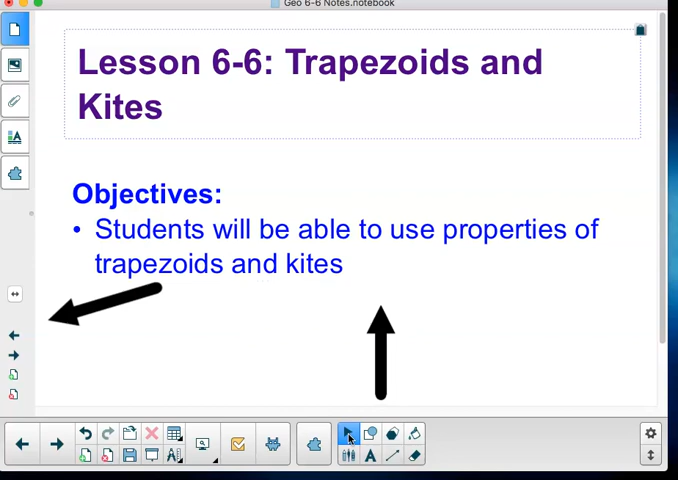 Geo 6-6 Notes.notebook
Lesson 6-6: Trapezoids and
Kites
Objectives:
• Students will be able to use properties of
trapezoids and kites